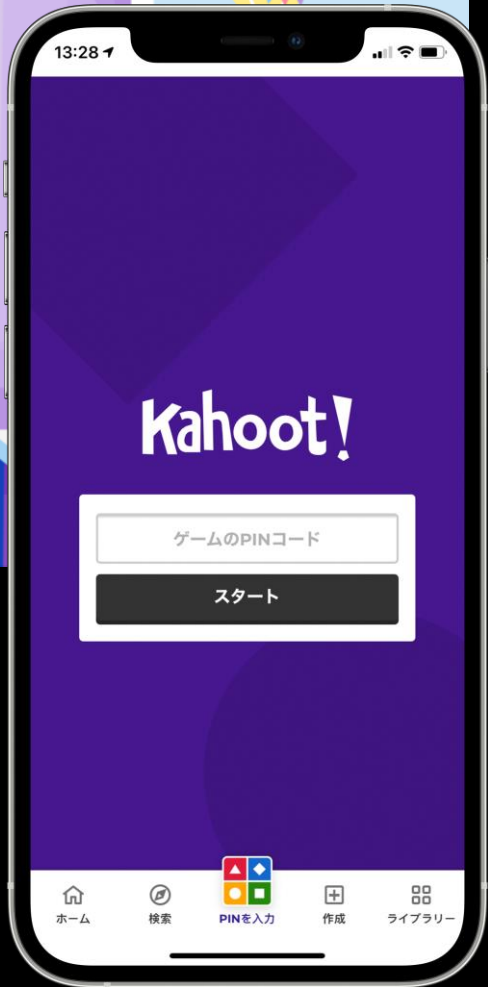 13:28
Kahoot!
ゲームのPINコード
スタート
ホーム
検索
PINを入力
作成
ライブラリー